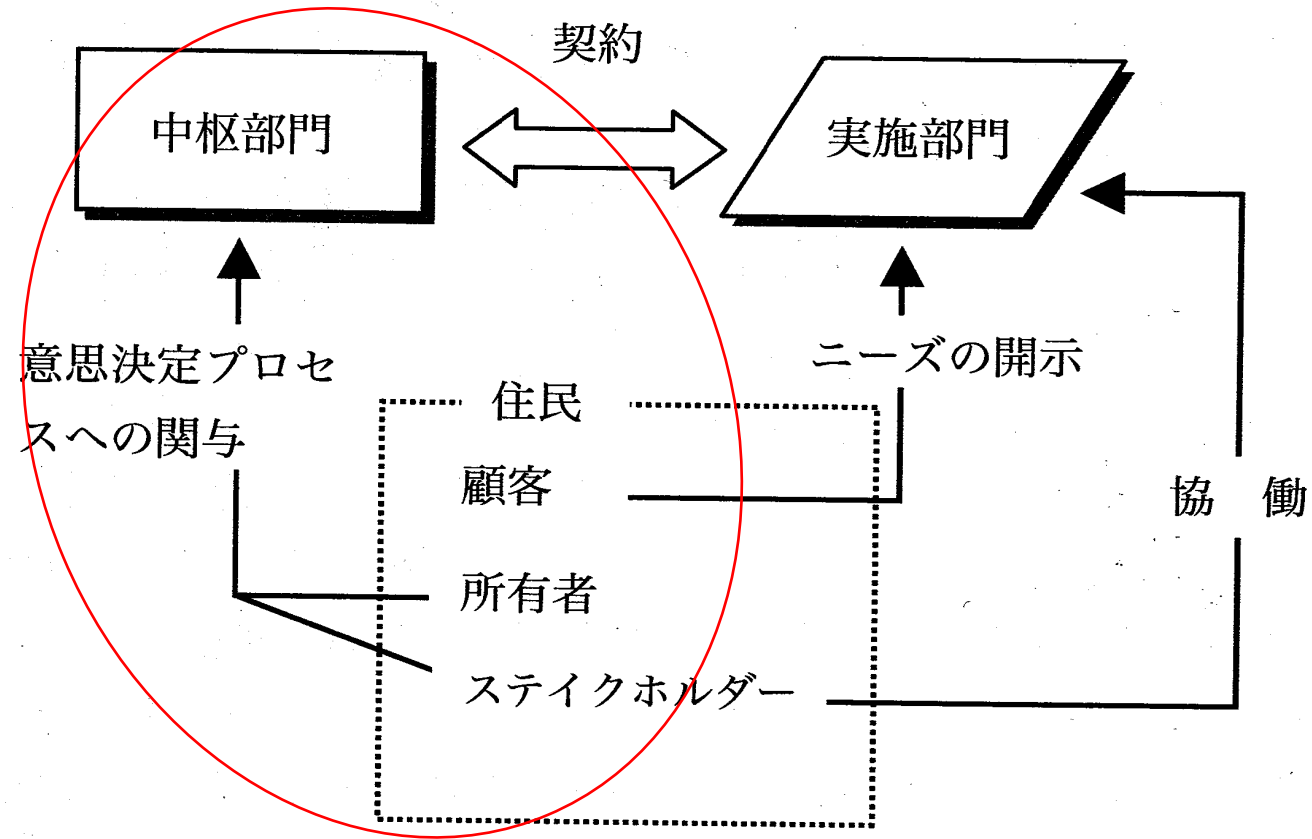 契約
中枢部門
実施部門
意思決定プロセ
スへの関与
ニーズの開示
住民
顧客
協働
所有者
ステイクホルダー